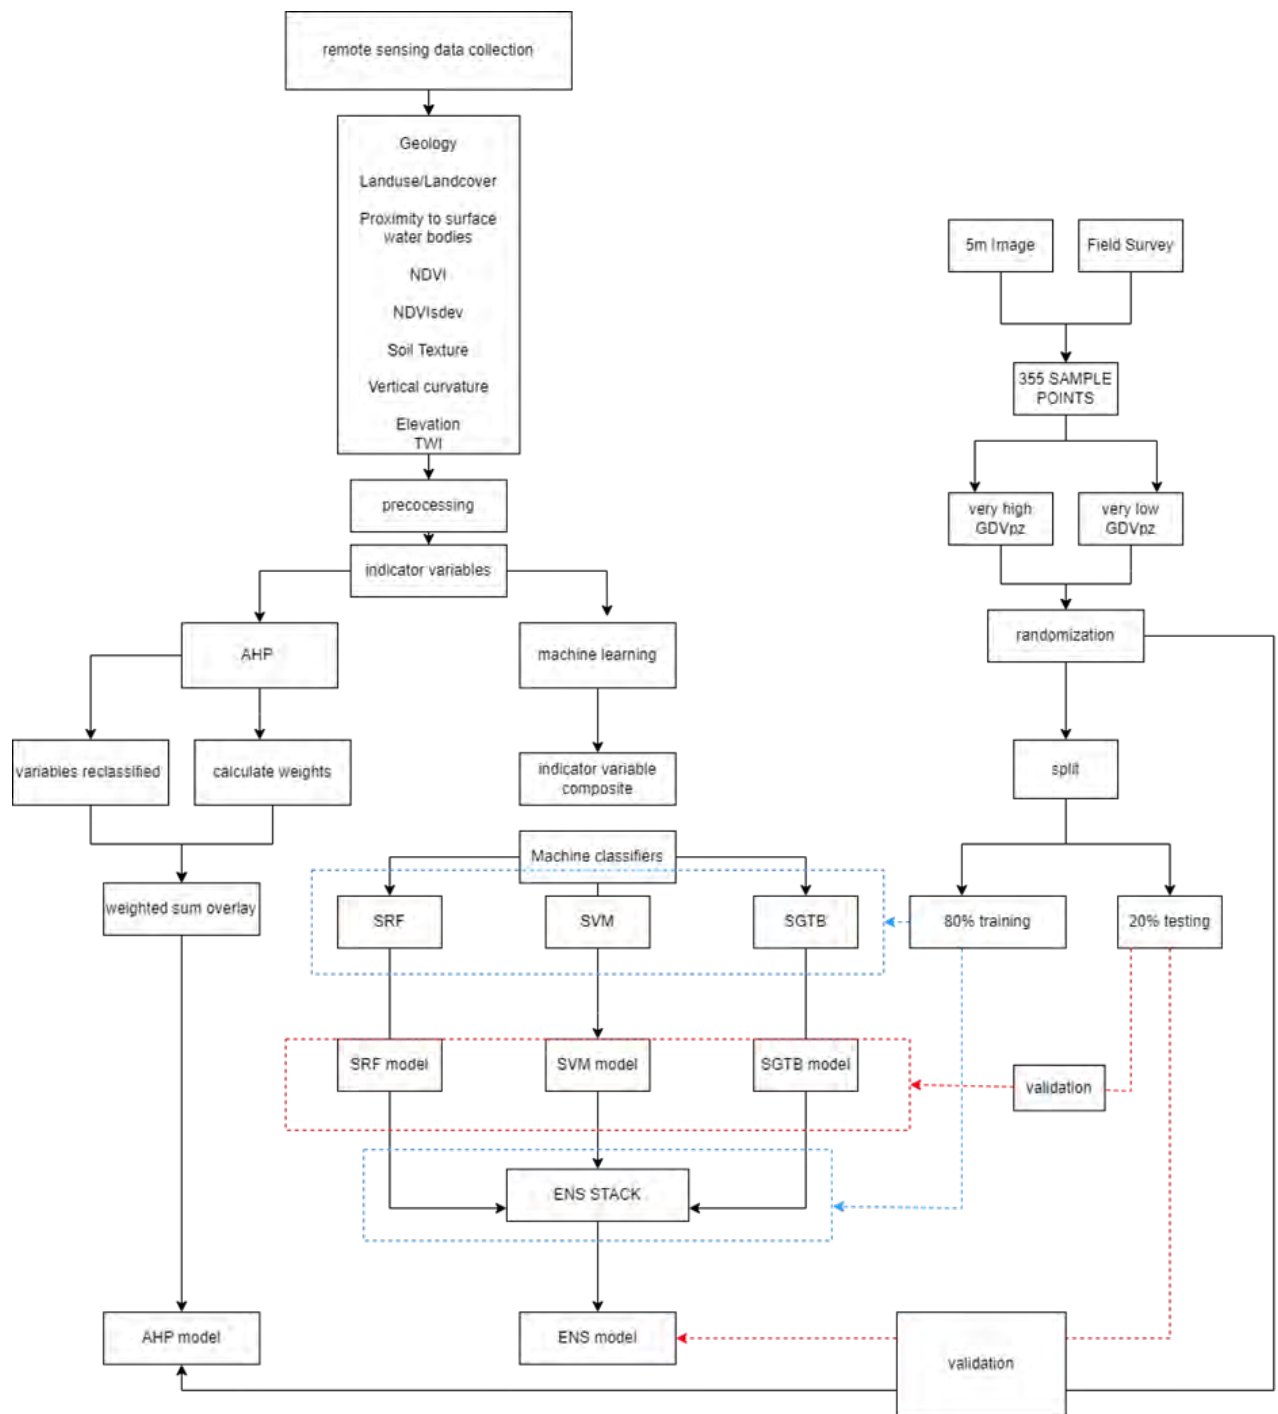 remote sensing data collection
Geology
Landuse/Landcover
Proximity to surface
water bodies
NDVI
NDVIsdev
Soil Texture
Vertical curvature
Elevation
TWI
precocessing
indicator variables
AHP
machine learning
variables reclassified
calculate weights
indicator variable
composite
weighted sum overlay
Machine classifiers
SRF
SVM
SGTB
SRF model
SVM model
SGTB model
ENS STACK
AHP model
ENS model
5m Image
Field Survey
355 SAMPLE
POINTS
very high
GDVpz
very low
GDVpz
randomization
split
80% training
20% testing
validation
validation